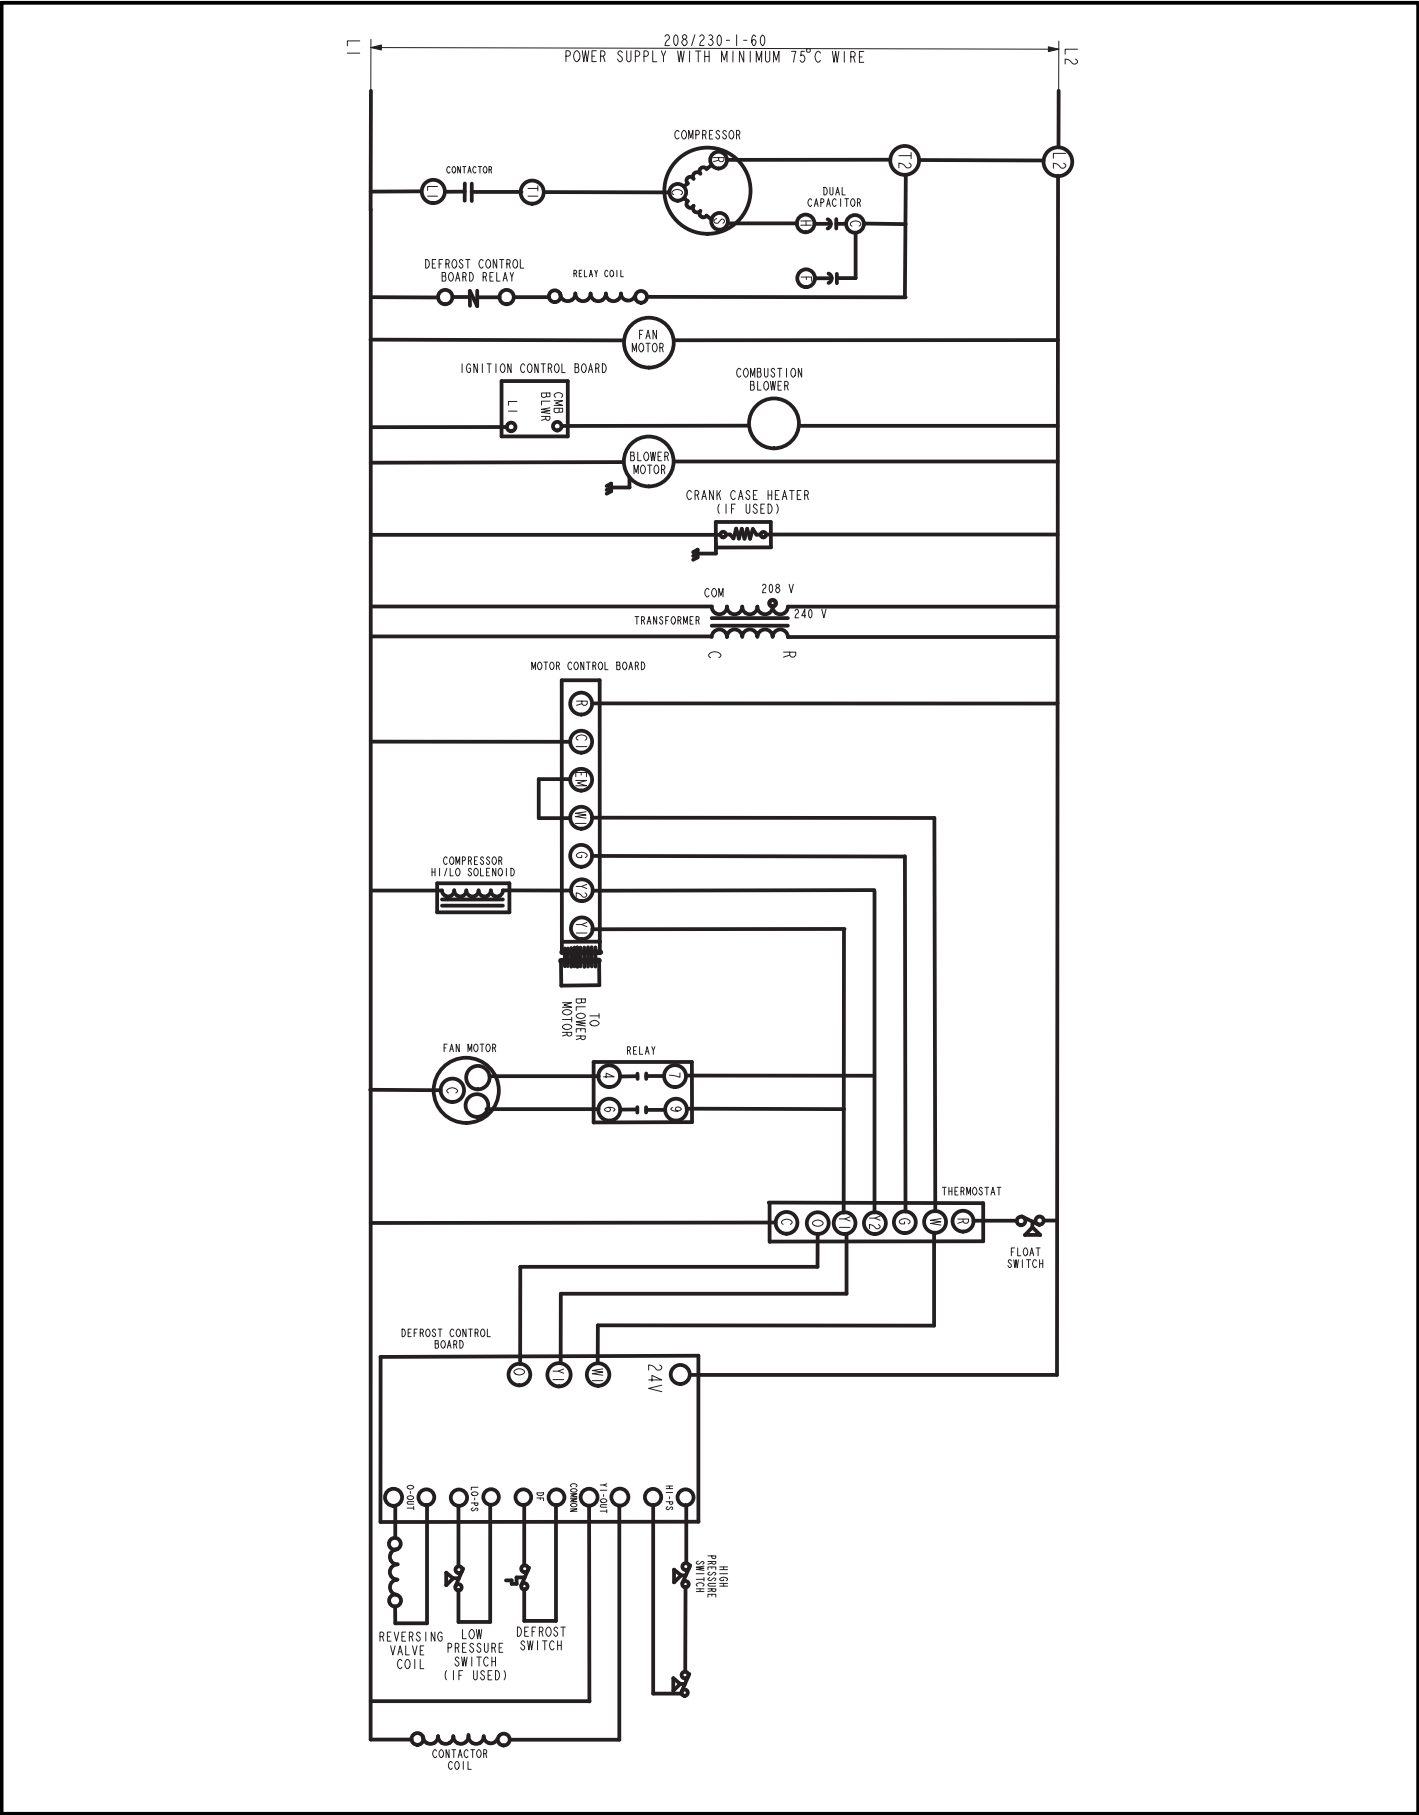 208/230-1-60
POWER SUPPLY WITH MINIMUM 75°C WIRE
L1
L2
COMPRESSOR
R
C
S
T2
L2
CONTACTOR
L1
T1
DUAL
CAPACITOR
H
C
F
DEFROST CONTROL
BOARD RELAY
RELAY COIL
FAN
MOTOR
IGNITION CONTROL BOARD
L1
CMB
BLWR
COMBUSTION
BLOWER
BLOWER
MOTOR
CRANK CASE HEATER
(IF USED)
COM
208 V
240 V
TRANSFORMER
C
R
MOTOR CONTROL BOARD
R
C1
EM
W1
G
Y2
Y1
COMPRESSOR
HI/LO SOLENOID
TO
BLOWER
MOTOR
FAN MOTOR
C
RELAY
4
7
6
9
THERMOSTAT
C
O
Y1
Y2
G
W
R
FLOAT
SWITCH
DEFROST CONTROL
BOARD
O
Y1
W1
24V
O-OUT
LO-PS
DF
COMMON
Y1-OUT
HI-PS
HIGH
PRESSURE
SWITCH
REVERSING
VALVE
COIL
LOW
PRESSURE
SWITCH
(IF USED)
DEFROST
SWITCH
CONTACTOR
COIL